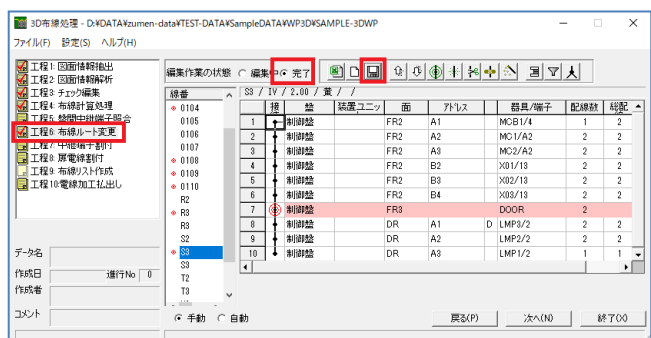 3D布線処理 - D:¥DATA¥zumen-data¥TEST-DATA¥SampleDATA¥WP3D¥SAMPLE-3DWP
ファイル(F) 設定(S) ヘルプ(H)
工程1: 図面情報抽出
工程2: 図面情報解析
工程3: チェック/編集
工程4: 布線計算処理
工程5: 盤間中継端子照合
工程6: 布線ルート変更
工程7: 中継端子割付
工程8: 扉電線割付
工程9: 布線リスト作成
工程10:電線加工払出し
データ名
作成日 進行No 0
作成者
コメント
編集作業の状態 編集中 完了
線番
0104
0105
0106
0107
0108
0109
0110
R2
R3
R3
S2
S3
S3
T2
T3
S3 / IV / 2.00 / 黄 / /
盤 装置ユニッ 面 アドレス 器具/端子 配線数 総配
1 制御盤 FR2 A1 MCB1/4 1 2
2 制御盤 FR2 A2 MC1/A2 2 2
3 制御盤 FR2 A3 MC2/A2 2 2
4 制御盤 FR2 B2 X01/13 2 2
5 制御盤 FR2 B3 X02/13 2 2
6 制御盤 FR2 B4 X03/13 2 2
7 制御盤 FR3 DOOR 2
8 制御盤 DR A1 D LMP3/2 2 2
9 制御盤 DR A2 LMP2/2 2 2
10 制御盤 DR A3 LMP1/2 1 1
手動 自動
戻る(P) 次へ(N) 終了(X)